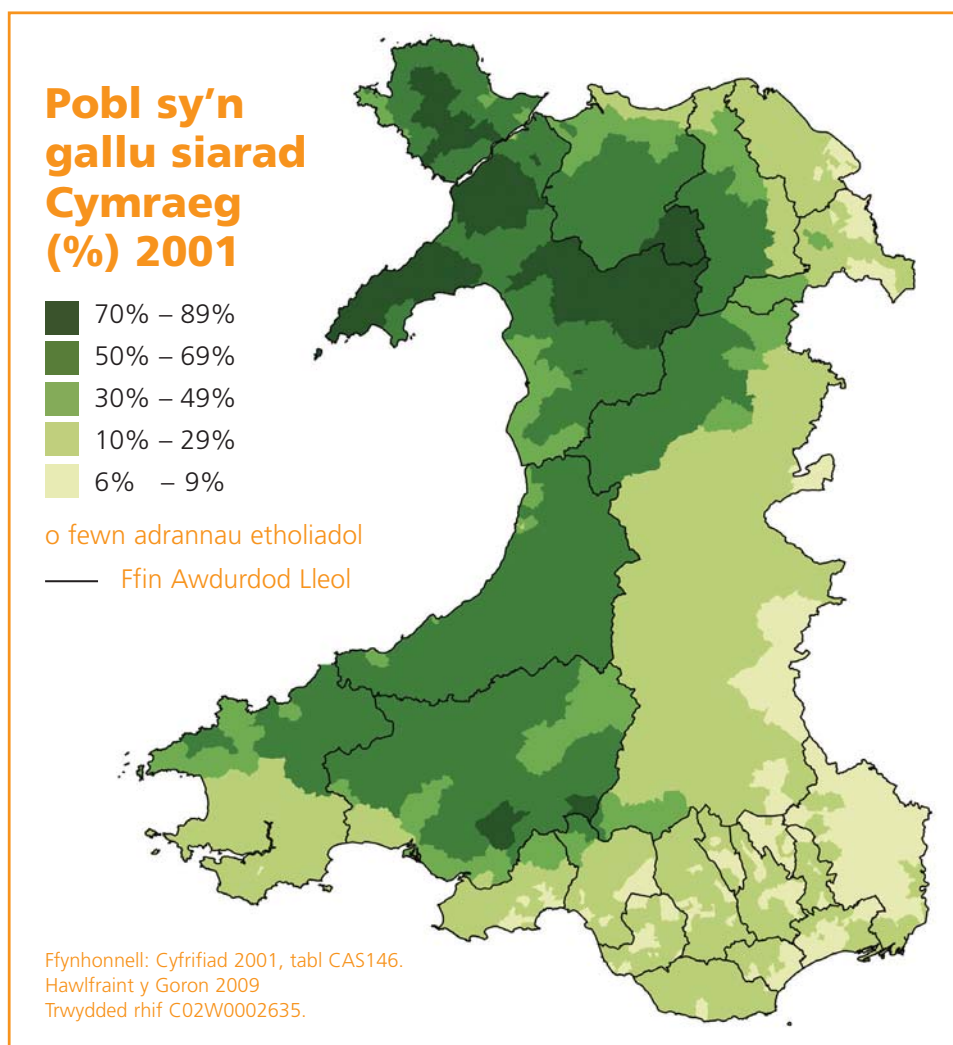 Pobl sy'n
gallu siarad
Cymraeg
(%) 2001
70% – 89%
50% – 69%
30% – 49%
10% – 29%
6% – 9%
o fewn adrannau etholiadol
Ffin Awdurdod Lleol
Ffynhonnell: Cyfrifiad 2001, tabl CAS146.
Hawlfraint y Goron 2009
Trwydded rhif C02W0002635.